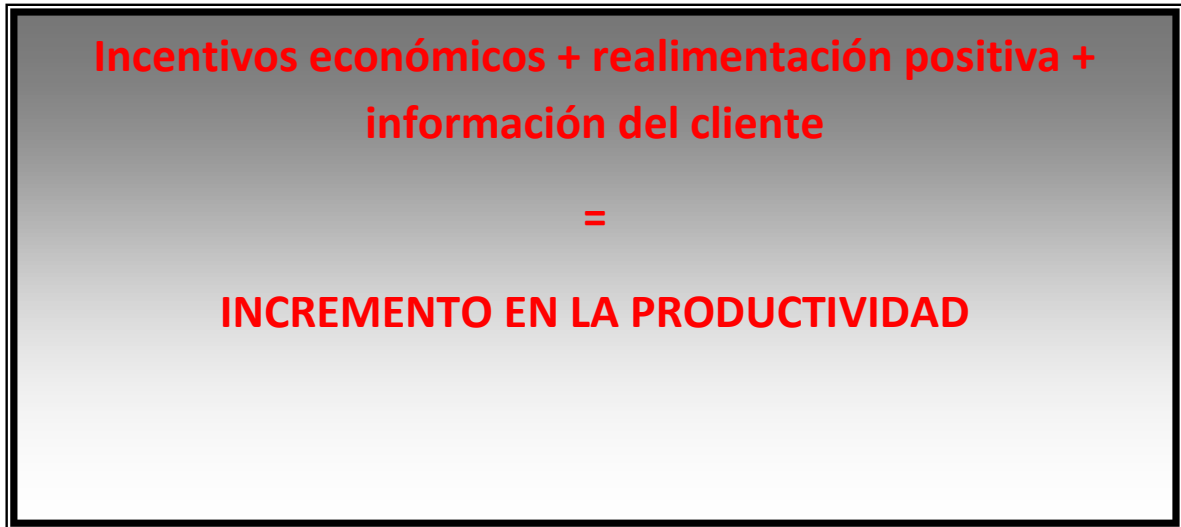 Incentivos económicos + realimentación positiva +
información del cliente
=
INCREMENTO EN LA PRODUCTIVIDAD